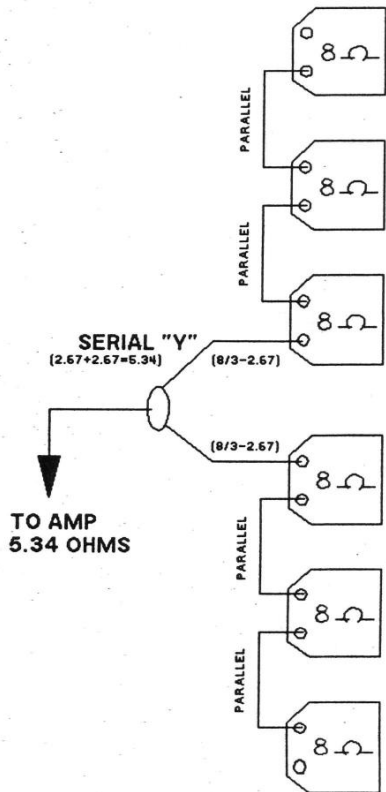 8 Ω
PARALLEL
8 Ω
PARALLEL
8 Ω
SERIAL "Y"
(2.67+2.67=5.34)
(8/3-2.67)
(8/3-2.67)
TO AMP
5.34 OHMS
8 Ω
PARALLEL
8 Ω
PARALLEL
8 Ω